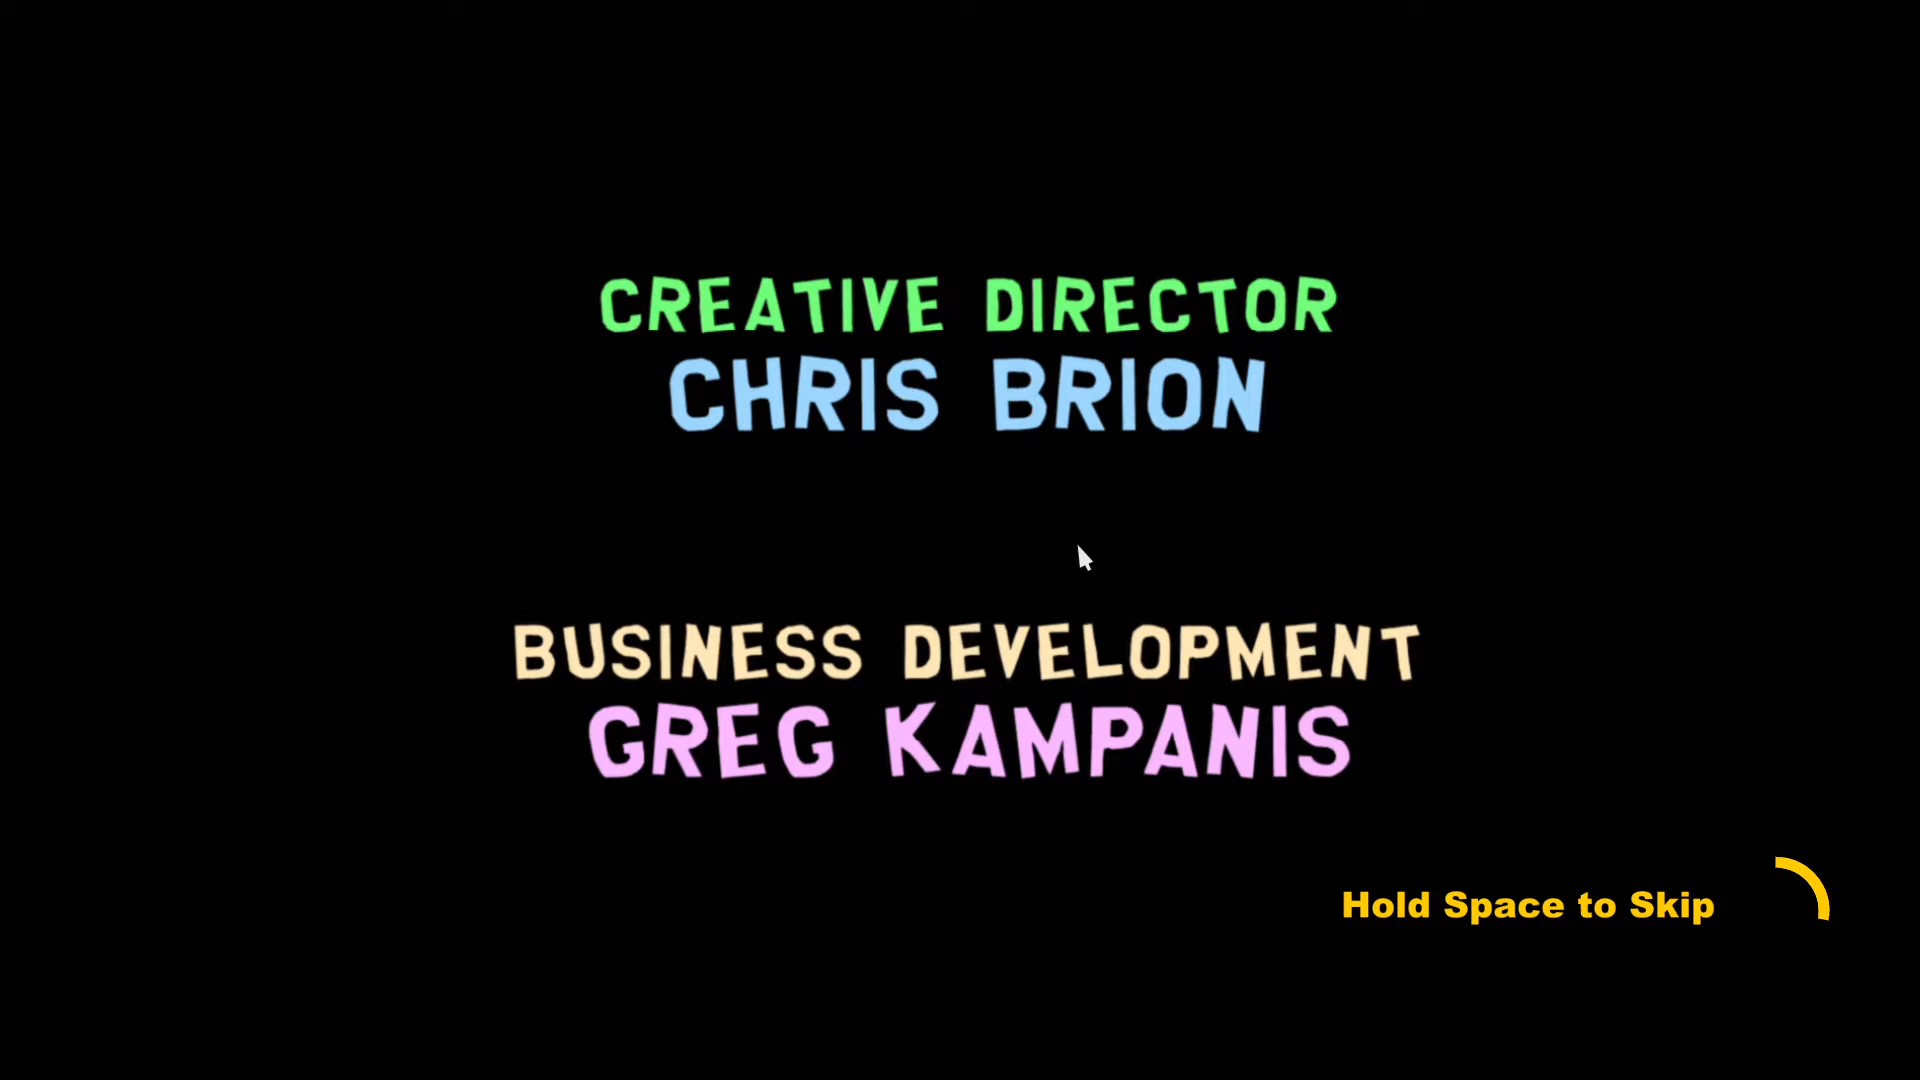 CREATIVE DIRECTOR
CHRIS BRION
BUSINESS DEVELOPMENT
GREG KAMPANIS
Hold Space to Skip